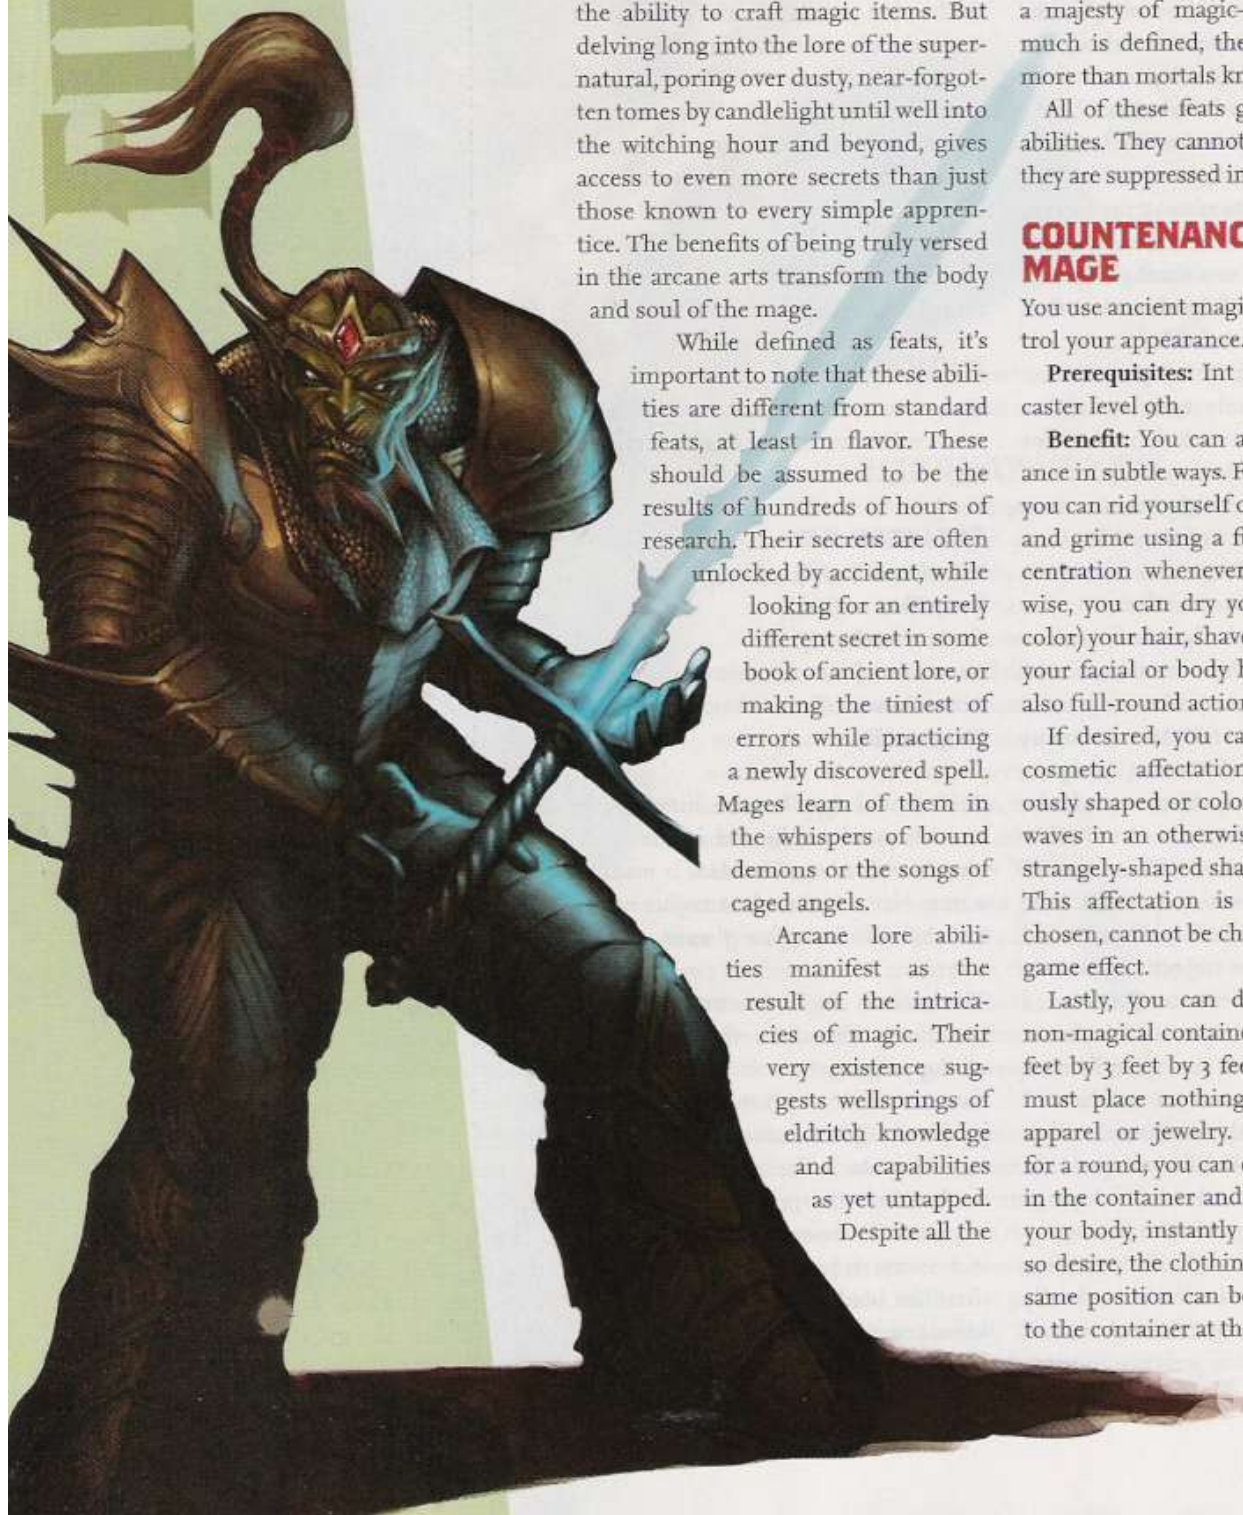 the ability to craft magic items. But
delving long into the lore of the super-
natural, poring over dusty, near-forgot-
ten tomes by candlelight until well into
the witching hour and beyond, gives
access to even more secrets than just
those known to every simple appren-
tice. The benefits of being truly versed
in the arcane arts transform the body
and soul of the mage.
While defined as feats, it's
important to note that these abili-
ties are different from standard
feats, at least in flavor. These
should be assumed to be the
results of hundreds of hours of
research. Their secrets are often
unlocked by accident, while
looking for an entirely
different secret in some
book of ancient lore, or
making the tiniest of
errors while practicing
a newly discovered spell.
Mages learn of them in
the whispers of bound
demons or the songs of
caged angels.
Arcane lore abili-
ties manifest as the
result of the intrica-
cies of magic. Their
very existence sug-
gests wellsprings of
eldritch knowledge
and capabilities
as yet untapped.
Despite all the
a majesty of magic-
much is defined, the
more than mortals kn
All of these feats g
abilities. They cannot
they are suppressed in
COUNTENANC
MAGE
You use ancient magi
trol your appearance.
Prerequisites: Int
caster level 9th.
Benefit: You can a
ance in subtle ways. F
you can rid yourself o
and grime using a fu
centration whenever
wise, you can dry yo
color) your hair, shave
your facial or body h
also full-round action
If desired, you ca
cosmetic affectation
ously shaped or colo
waves in an otherwis
strangely-shaped sha
This affectation is
chosen, cannot be ch
game effect.
Lastly, you can d
non-magical containe
feet by 3 feet by 3 fee
must place nothing
apparel or jewelry.
for a round, you can
in the container and
your body, instantly
so desire, the clothin
same position can be
to the container at th